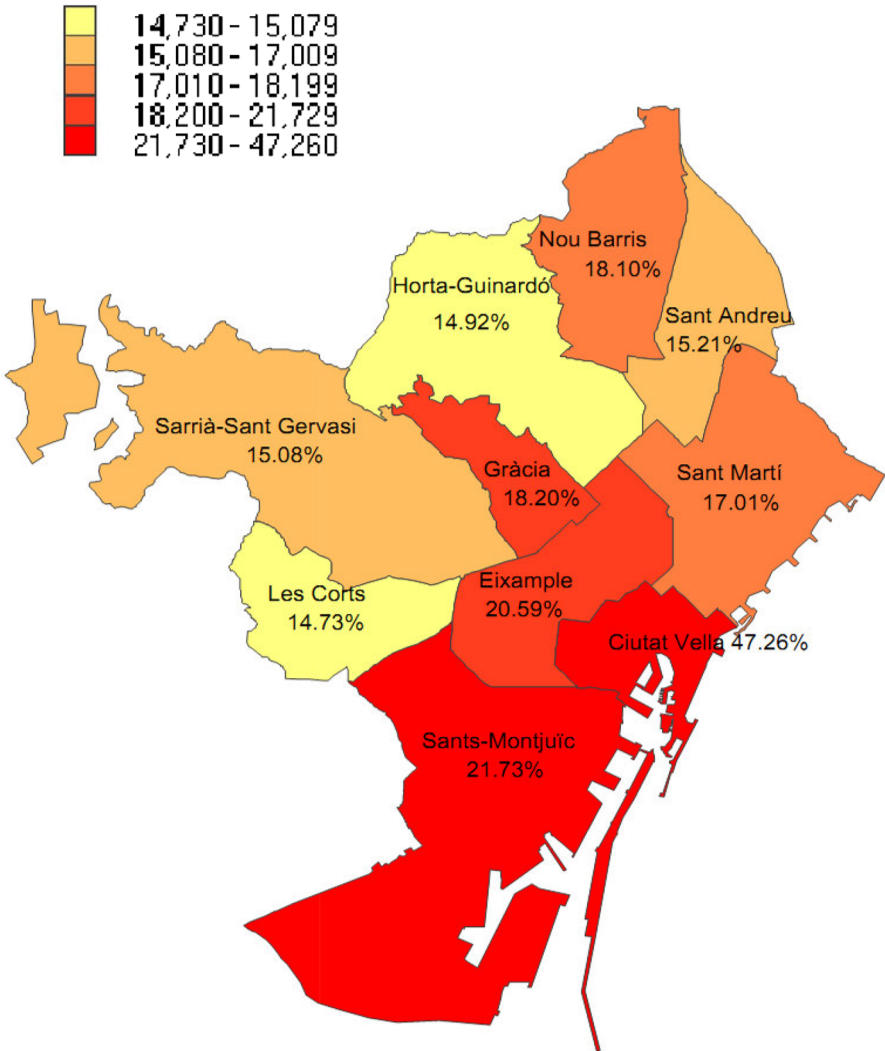 14,730 - 15,079
15,080 - 17,009
17,010 - 18,199
18,200 - 21,729
21,730 - 47,260
Nou Barris
18.10%
Horta-Guinardó
14.92%
Sant Andreu
15.21%
Sarrià-Sant Gervasi
15.08%
Gràcia
18.20%
Sant Martí
17.01%
Eixample
20.59%
Les Corts
14.73%
Ciutat Vella 47.26%
Sants-Montjuïc
21.73%